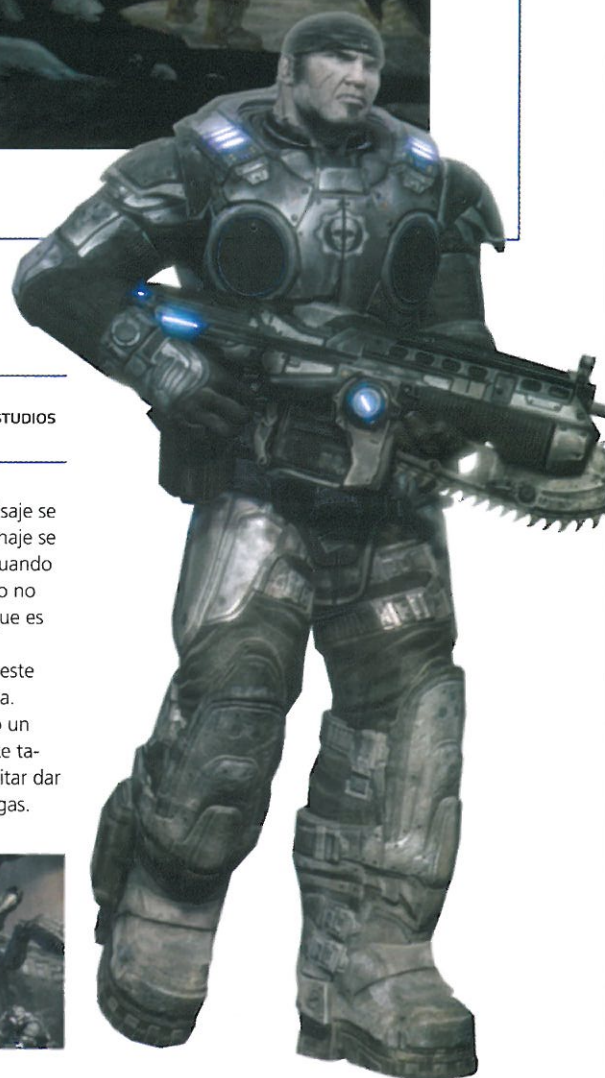 STUDIOS
saje se
naje se
uando
o no
ue es
este
a.
o un
e ta-
itar dar
gas.